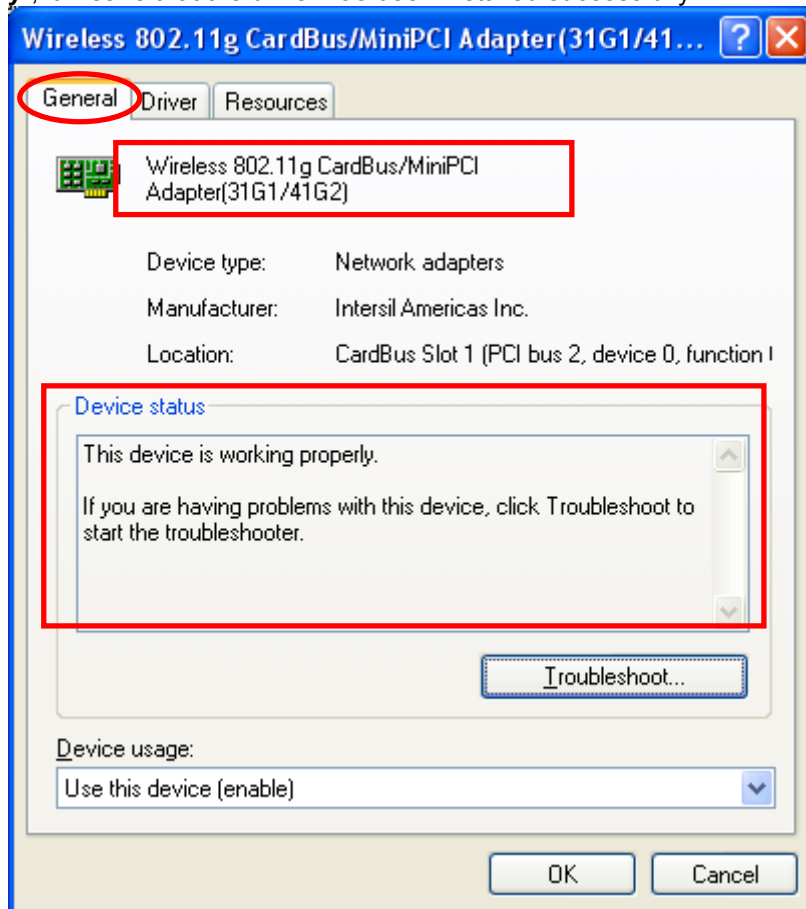 Wireless 802.11g CardBus/MiniPCI Adapter(31G1/41...
General Driver Resources
Wireless 802.11g CardBus/MiniPCI
Adapter(31G1/41G2)
Device type: Network adapters
Manufacturer: Intersil Americas Inc.
Location: CardBus Slot 1 (PCI bus 2, device 0, function
Device status
This device is working properly.
If you are having problems with this device, click Troubleshoot to
start the troubleshooter.
Troubleshoot...
Device usage:
Use this device (enable)
OK Cancel